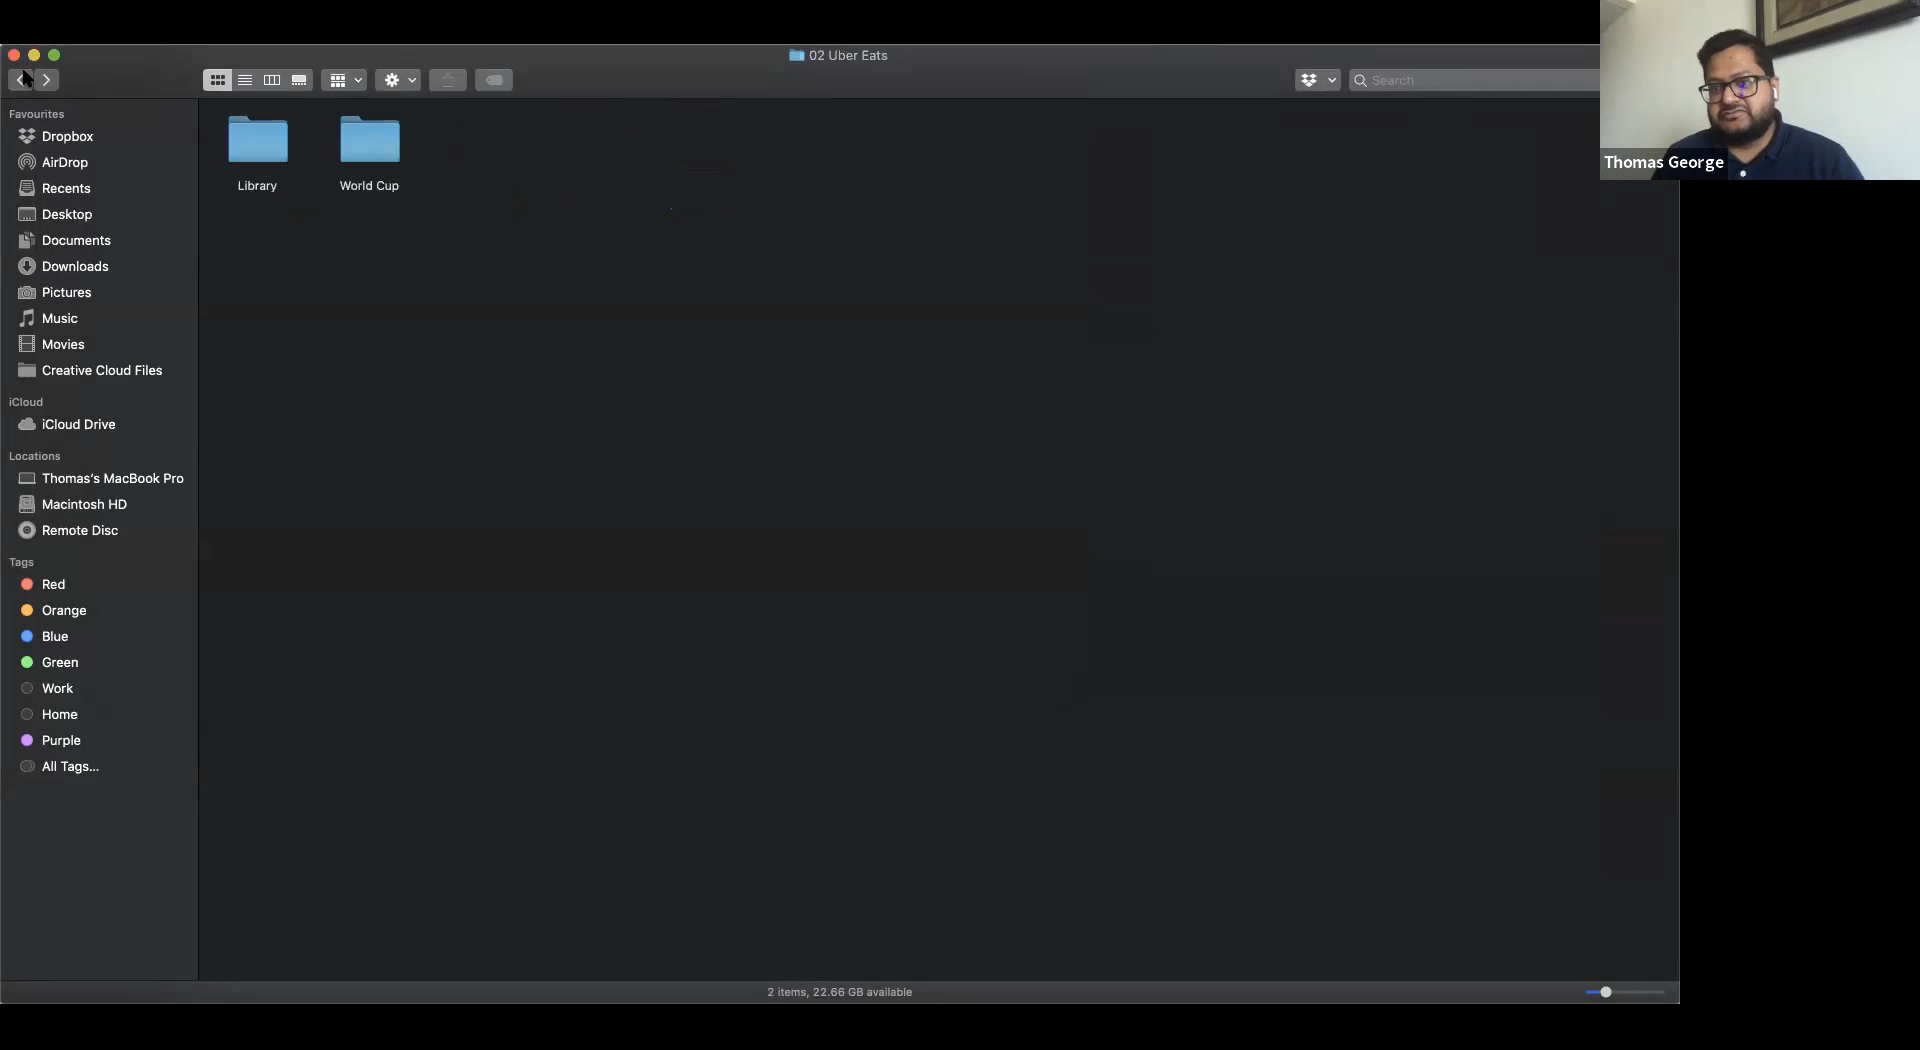 02 Uber Eats
Search
Thomas George
Favourites
Dropbox
AirDrop
Recents
Desktop
Documents
Downloads
Pictures
Music
Movies
Creative Cloud Files
iCloud
iCloud Drive
Locations
Thomas's MacBook Pro
Macintosh HD
Remote Disc
Tags
Red
Orange
Blue
Green
Work
Home
Purple
All Tags...
Library
World Cup
2 items, 22.66 GB available